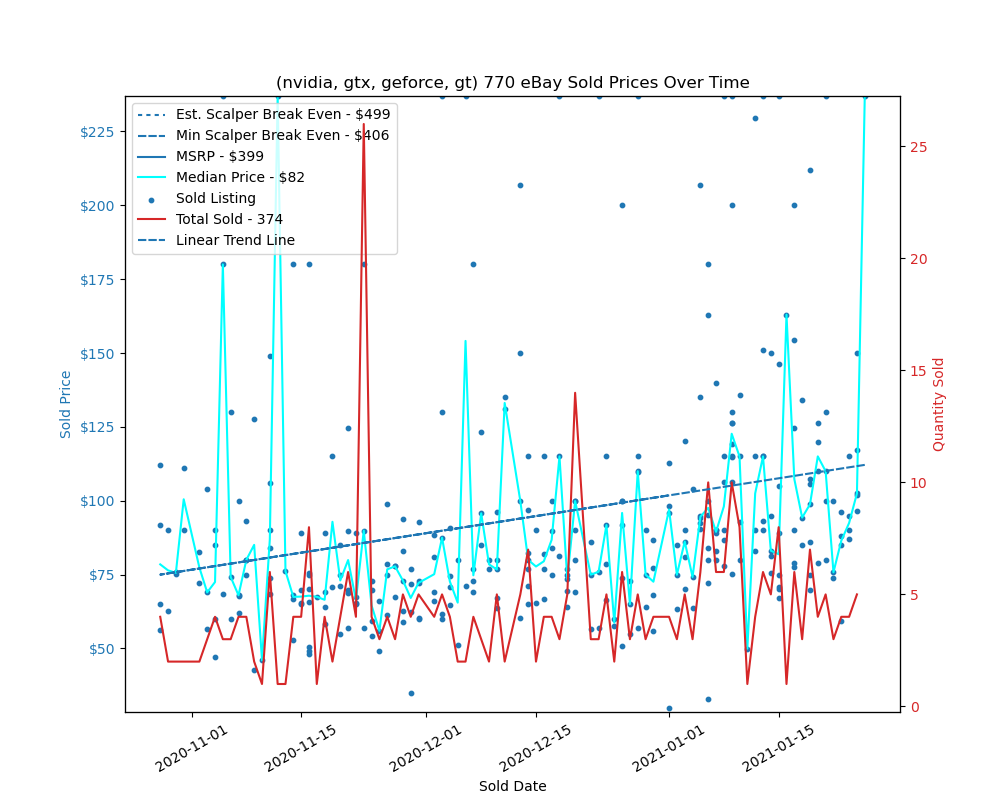 (nvidia, gtx, geforce, gt) 770 eBay Sold Prices Over Time
Est. Scalper Break Even - $499
Min Scalper Break Even - $406
MSRP - $399
Median Price - $82
Sold Listing
Total Sold - 374
Linear Trend Line
$225
$200
$175
$150
$125
$100
$75
$50
Sold Price
25
20
15
10
5
0
Quantity Sold
2020-11-01
2020-11-15
2020-12-01
2020-12-15
2021-01-01
2021-01-15
Sold Date